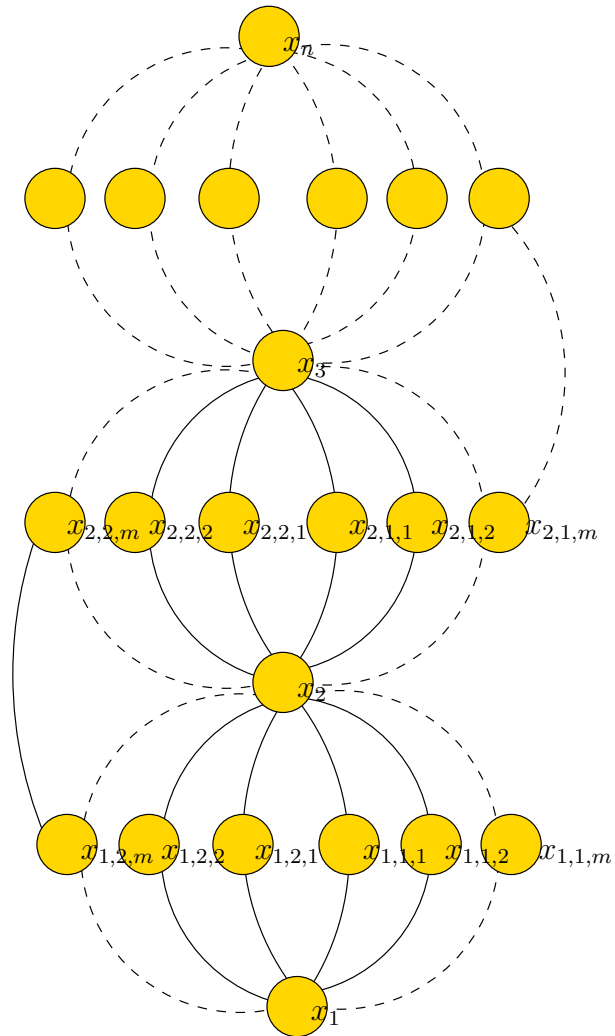 x_n
x_3
x_{2,2,m} x_{2,2,2} x_{2,2,1} x_{2,1,1} x_{2,1,2} x_{2,1,m}
x_2
x_{1,2,m} x_{1,2,2} x_{1,2,1} x_{1,1,1} x_{1,1,2} x_{1,1,m}
x_1